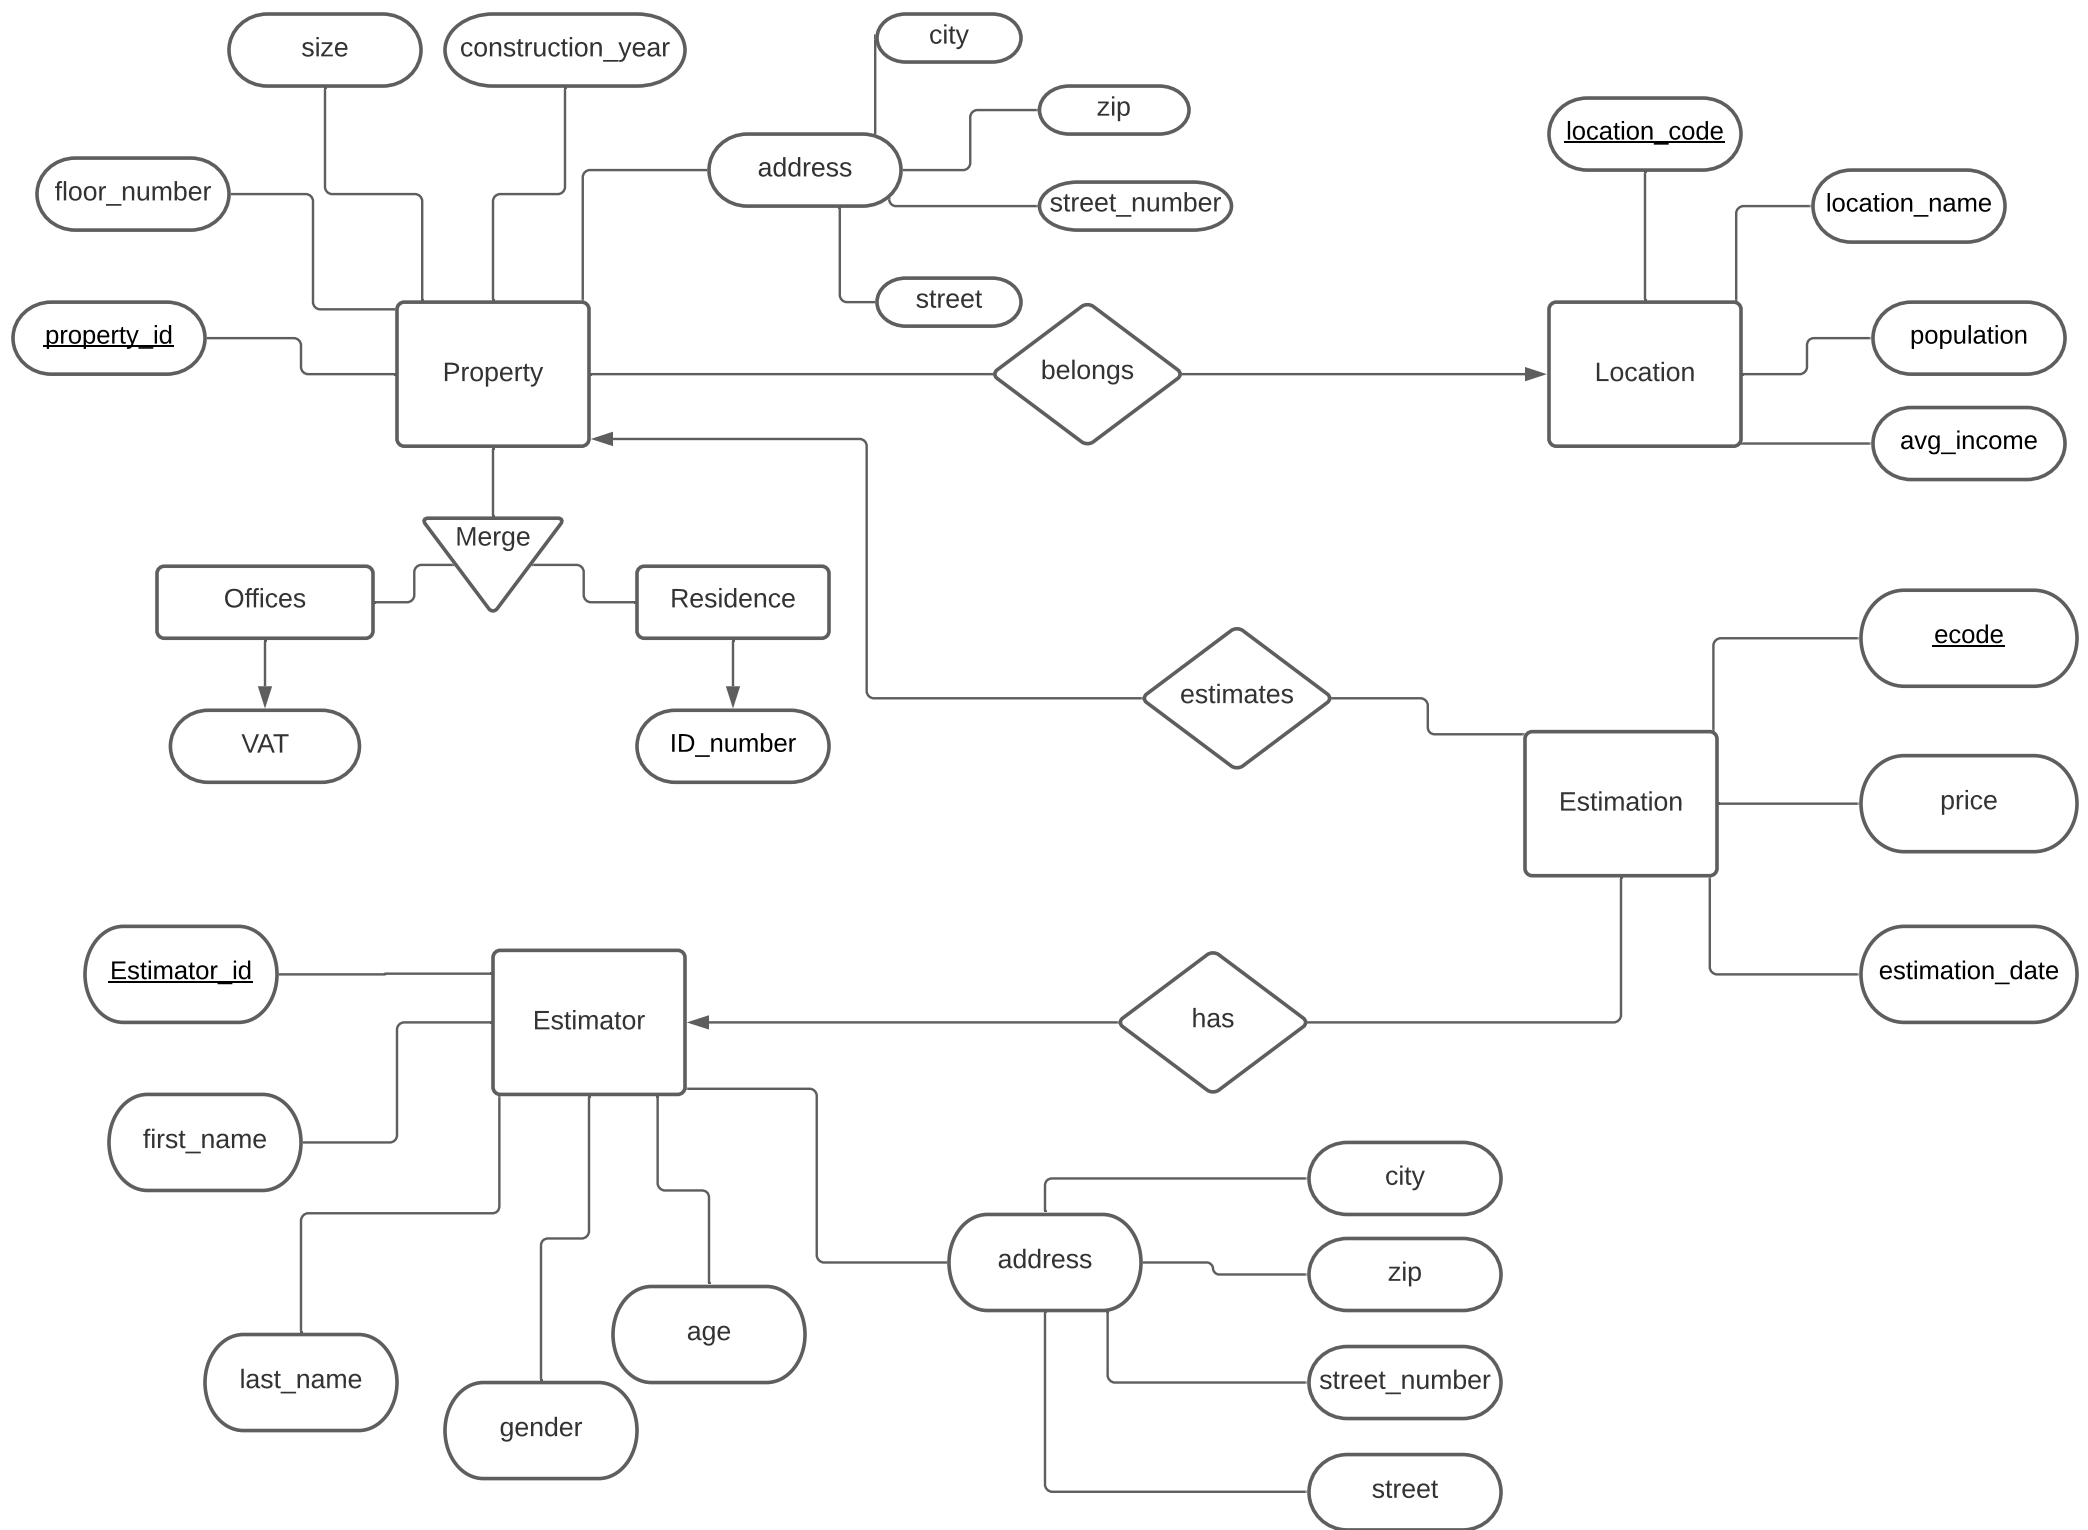 size
construction_year
city
zip
location_code
address
floor_number
street_number
location_name
street
property_id
population
Property
belongs
Location
avg_income
Merge
Offices
Residence
ecode
estimates
VAT
ID_number
Estimation
price
Estimator_id
estimation_date
Estimator
has
first_name
city
address
zip
age
last_name
street_number
gender
street